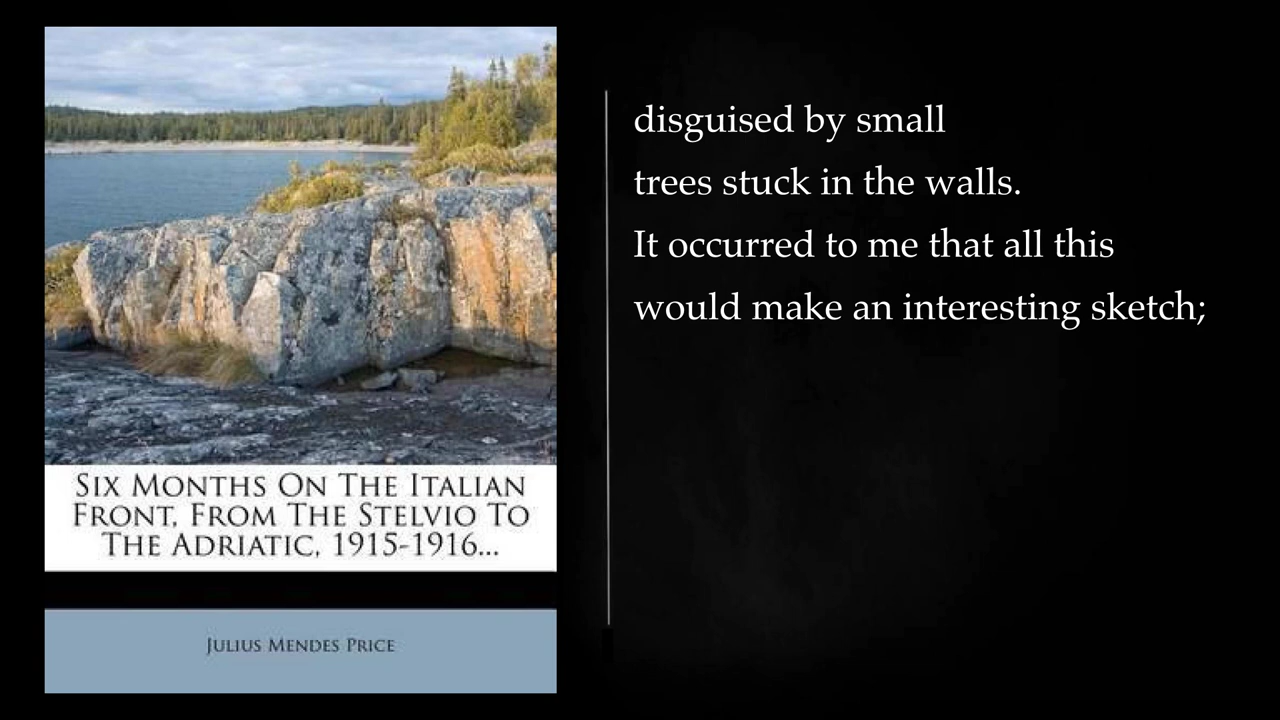 SIX MONTHS ON THE ITALIAN
FRONT, FROM THE STELVIO TO
THE ADRIATIC, 1915-1916...
JULIUS MENDES PRICE
disguised by small
trees stuck in the walls.
It occurred to me that all this
would make an interesting sketch;